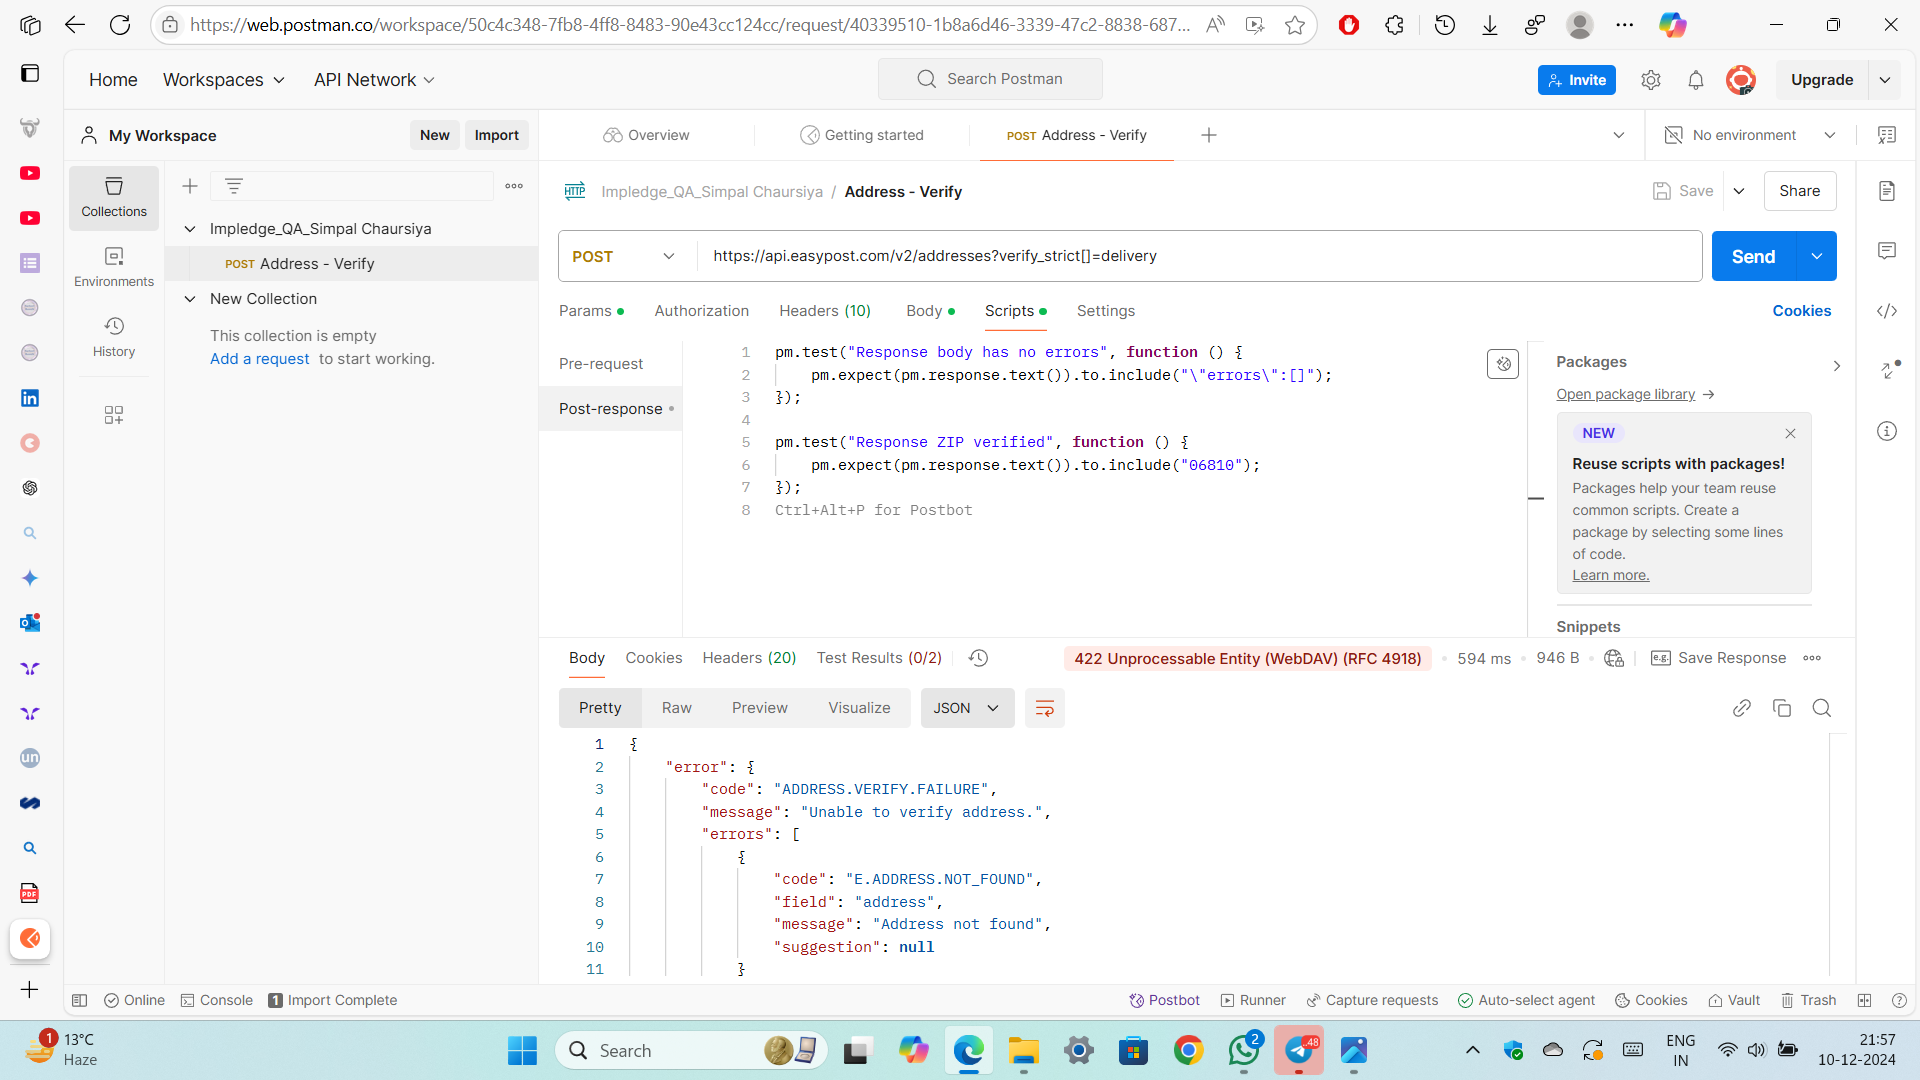 https://web.postman.co/workspace/50c4c348-7fb8-4ff8-8483-90e43cc124cc/request/40339510-1b8a6d46-3339-47c2-8838-687...
Home Workspaces API Network Search Postman Invite Upgrade
My Workspace New Import Overview Getting started POST Address - Verify No environment
Collections
Environments
History
Impledge_QA_Simpal Chaursiya
POST Address - Verify
New Collection
This collection is empty
Add a request to start working.
HTTP Impledge_QA_Simpal Chaursiya / Address - Verify Save Share
POST https://api.easypost.com/v2/addresses?verify_strict[]=delivery Send
Params Authorization Headers (10) Body Scripts Settings Cookies
Pre-request
Post-response
1 pm.test("Response body has no errors", function () {
2 pm.expect(pm.response.text()).to.include("\"errors\":[]");
3 });
4
5 pm.test("Response ZIP verified", function () {
6 pm.expect(pm.response.text()).to.include("06810");
7 });
8 Ctrl+Alt+P for Postbot
Packages
Open package library →
NEW
Reuse scripts with packages!
Packages help your team reuse
common scripts. Create a
package by selecting some lines
of code.
Learn more.
Snippets
Body Cookies Headers (20) Test Results (0/2) 422 Unprocessable Entity (WebDAV) (RFC 4918) 594 ms 946 B e.g. Save Response
Pretty Raw Preview Visualize JSON
1 {
2 "error": {
3 "code": "ADDRESS.VERIFY.FAILURE",
4 "message": "Unable to verify address.",
5 "errors": [
6 {
7 "code": "E.ADDRESS.NOT_FOUND",
8 "field": "address",
9 "message": "Address not found",
10 "suggestion": null
11 }
Online Console 1 Import Complete Postbot Runner Capture requests Auto-select agent Cookies Vault Trash
1 13°C
Haze
Search
2
..48
ENG
IN
21:57
10-12-2024
un
PDF